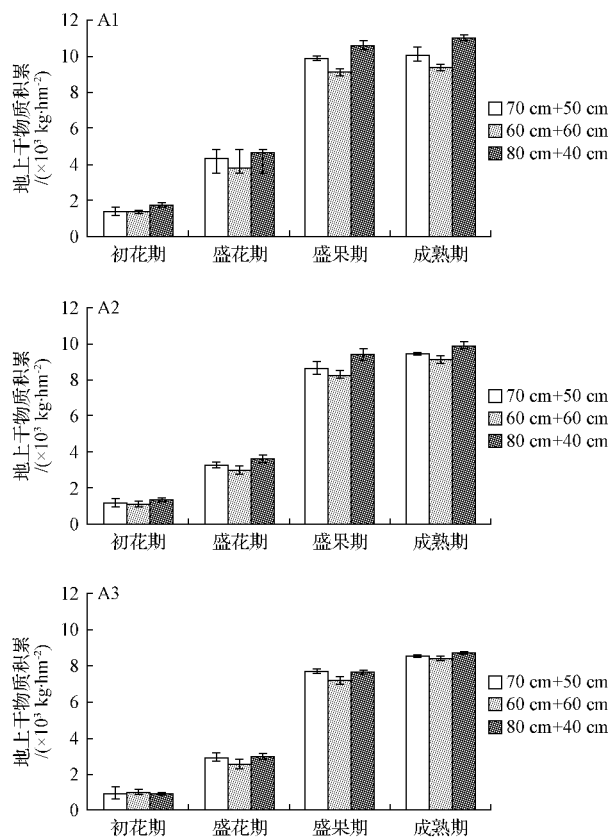 12
A1
10
8
6
4
2
0
地上干物质积累
/(×10³ kg·hm⁻²)
初花期 盛花期 盛果期 成熟期
70 cm+50 cm
60 cm+60 cm
80 cm+40 cm
12
A2
10
8
6
4
2
0
地上干物质积累
/(×10³ kg·hm⁻²)
初花期 盛花期 盛果期 成熟期
70 cm+50 cm
60 cm+60 cm
80 cm+40 cm
12
A3
10
8
6
4
2
0
地上干物质积累
/(×10³ kg·hm⁻²)
初花期 盛花期 盛果期 成熟期
70 cm+50 cm
60 cm+60 cm
80 cm+40 cm